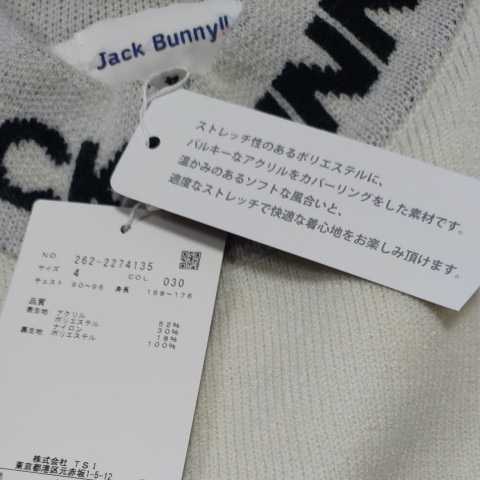 Jack Bunny!!
CK BUNN
ストレッチ性のあるポリエステルに、
バルキーなアクリルをカバーリングをした素材です。
温かみのあるソフトな風合いと、
適度なストレッチで快適な着心地をお楽しみ頂けます。
NO. 262-2274135
サイズ 4 COL 030
チェスト 90-96 身長 168-176
品質
表生地 アクリル 52%
ポリエステル 30%
ナイロン 18%
裏生地 ポリエステル 100%
株式会社 TSI
東京都港区元赤坂1-5-12